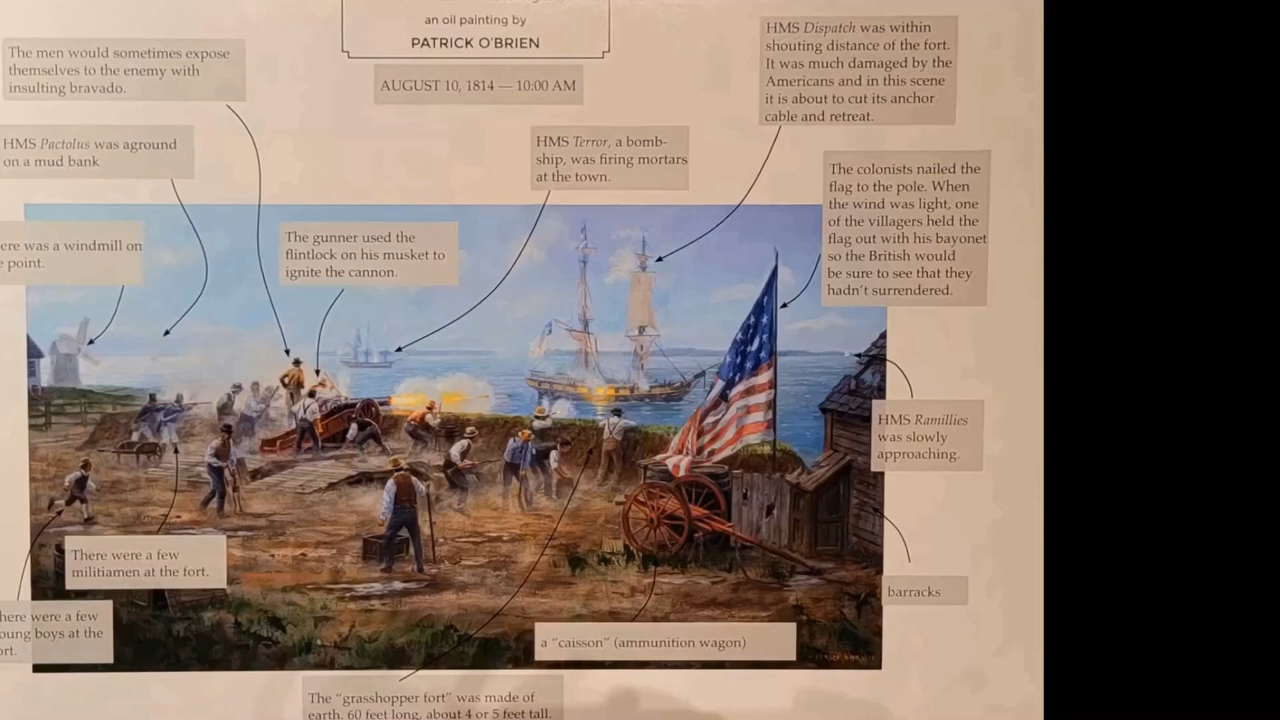 an oil painting by
PATRICK O'BRIEN
AUGUST 10, 1814 — 10:00 AM
The men would sometimes expose
themselves to the enemy with
insulting bravado.
HMS Dispatch was within
shouting distance of the fort.
It was much damaged by the
Americans and in this scene
it is about to cut its anchor
cable and retreat.
HMS Pactolus was aground
on a mud bank
HMS Terror, a bomb-
ship, was firing mortars
at the town.
The colonists nailed the
flag to the pole. When
the wind was light, one
of the villagers held the
flag out with his bayonet
so the British would
be sure to see that they
hadn't surrendered.
ere was a windmill on
e point.
The gunner used the
flintlock on his musket to
ignite the cannon.
HMS Ramillies
was slowly
approaching.
There were a few
militiamen at the fort.
barracks
here were a few
oung boys at the
ort.
a "caisson" (ammunition wagon)
The "grasshopper fort" was made of
earth, 60 feet long, about 4 or 5 feet tall.